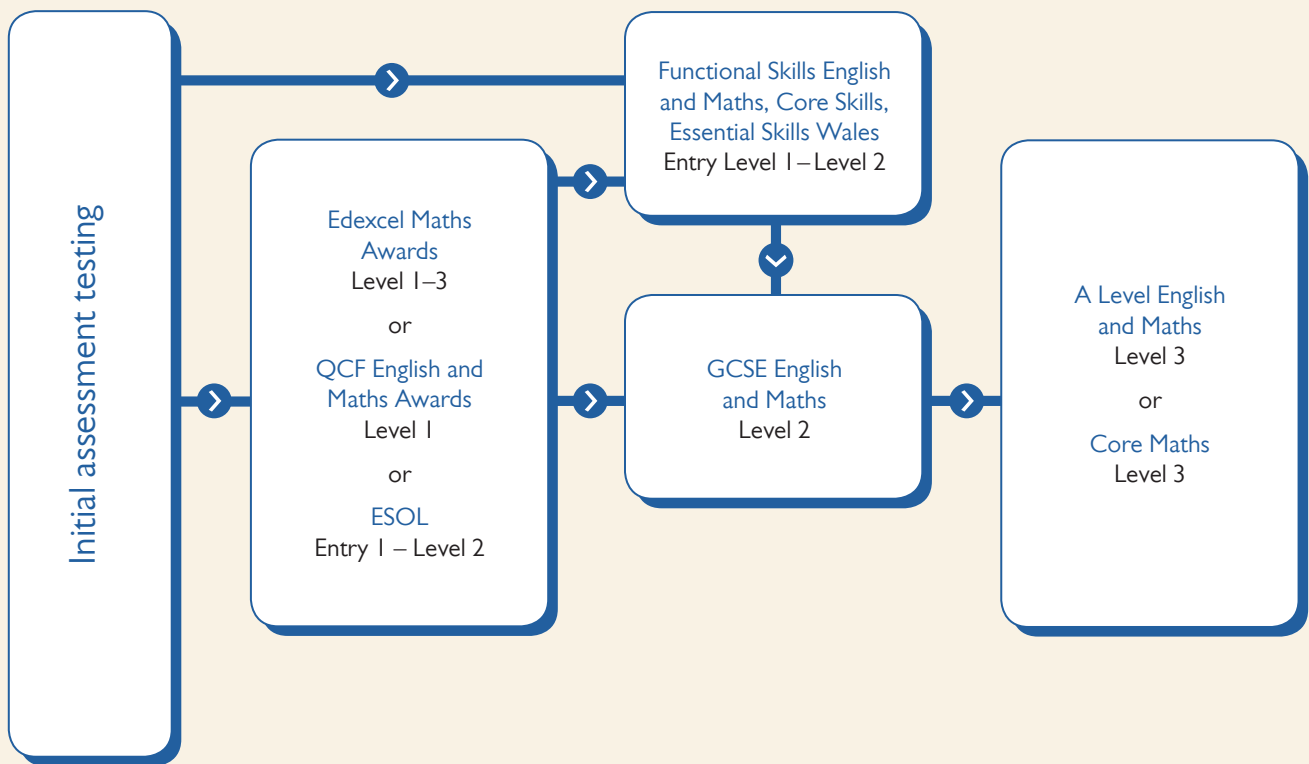 Initial assessment testing
Edexcel Maths
Awards
Level 1–3
or
QCF English and
Maths Awards
Level 1
or
ESOL
Entry 1 – Level 2
Functional Skills English
and Maths, Core Skills,
Essential Skills Wales
Entry Level 1 – Level 2
GCSE English
and Maths
Level 2
A Level English
and Maths
Level 3
or
Core Maths
Level 3